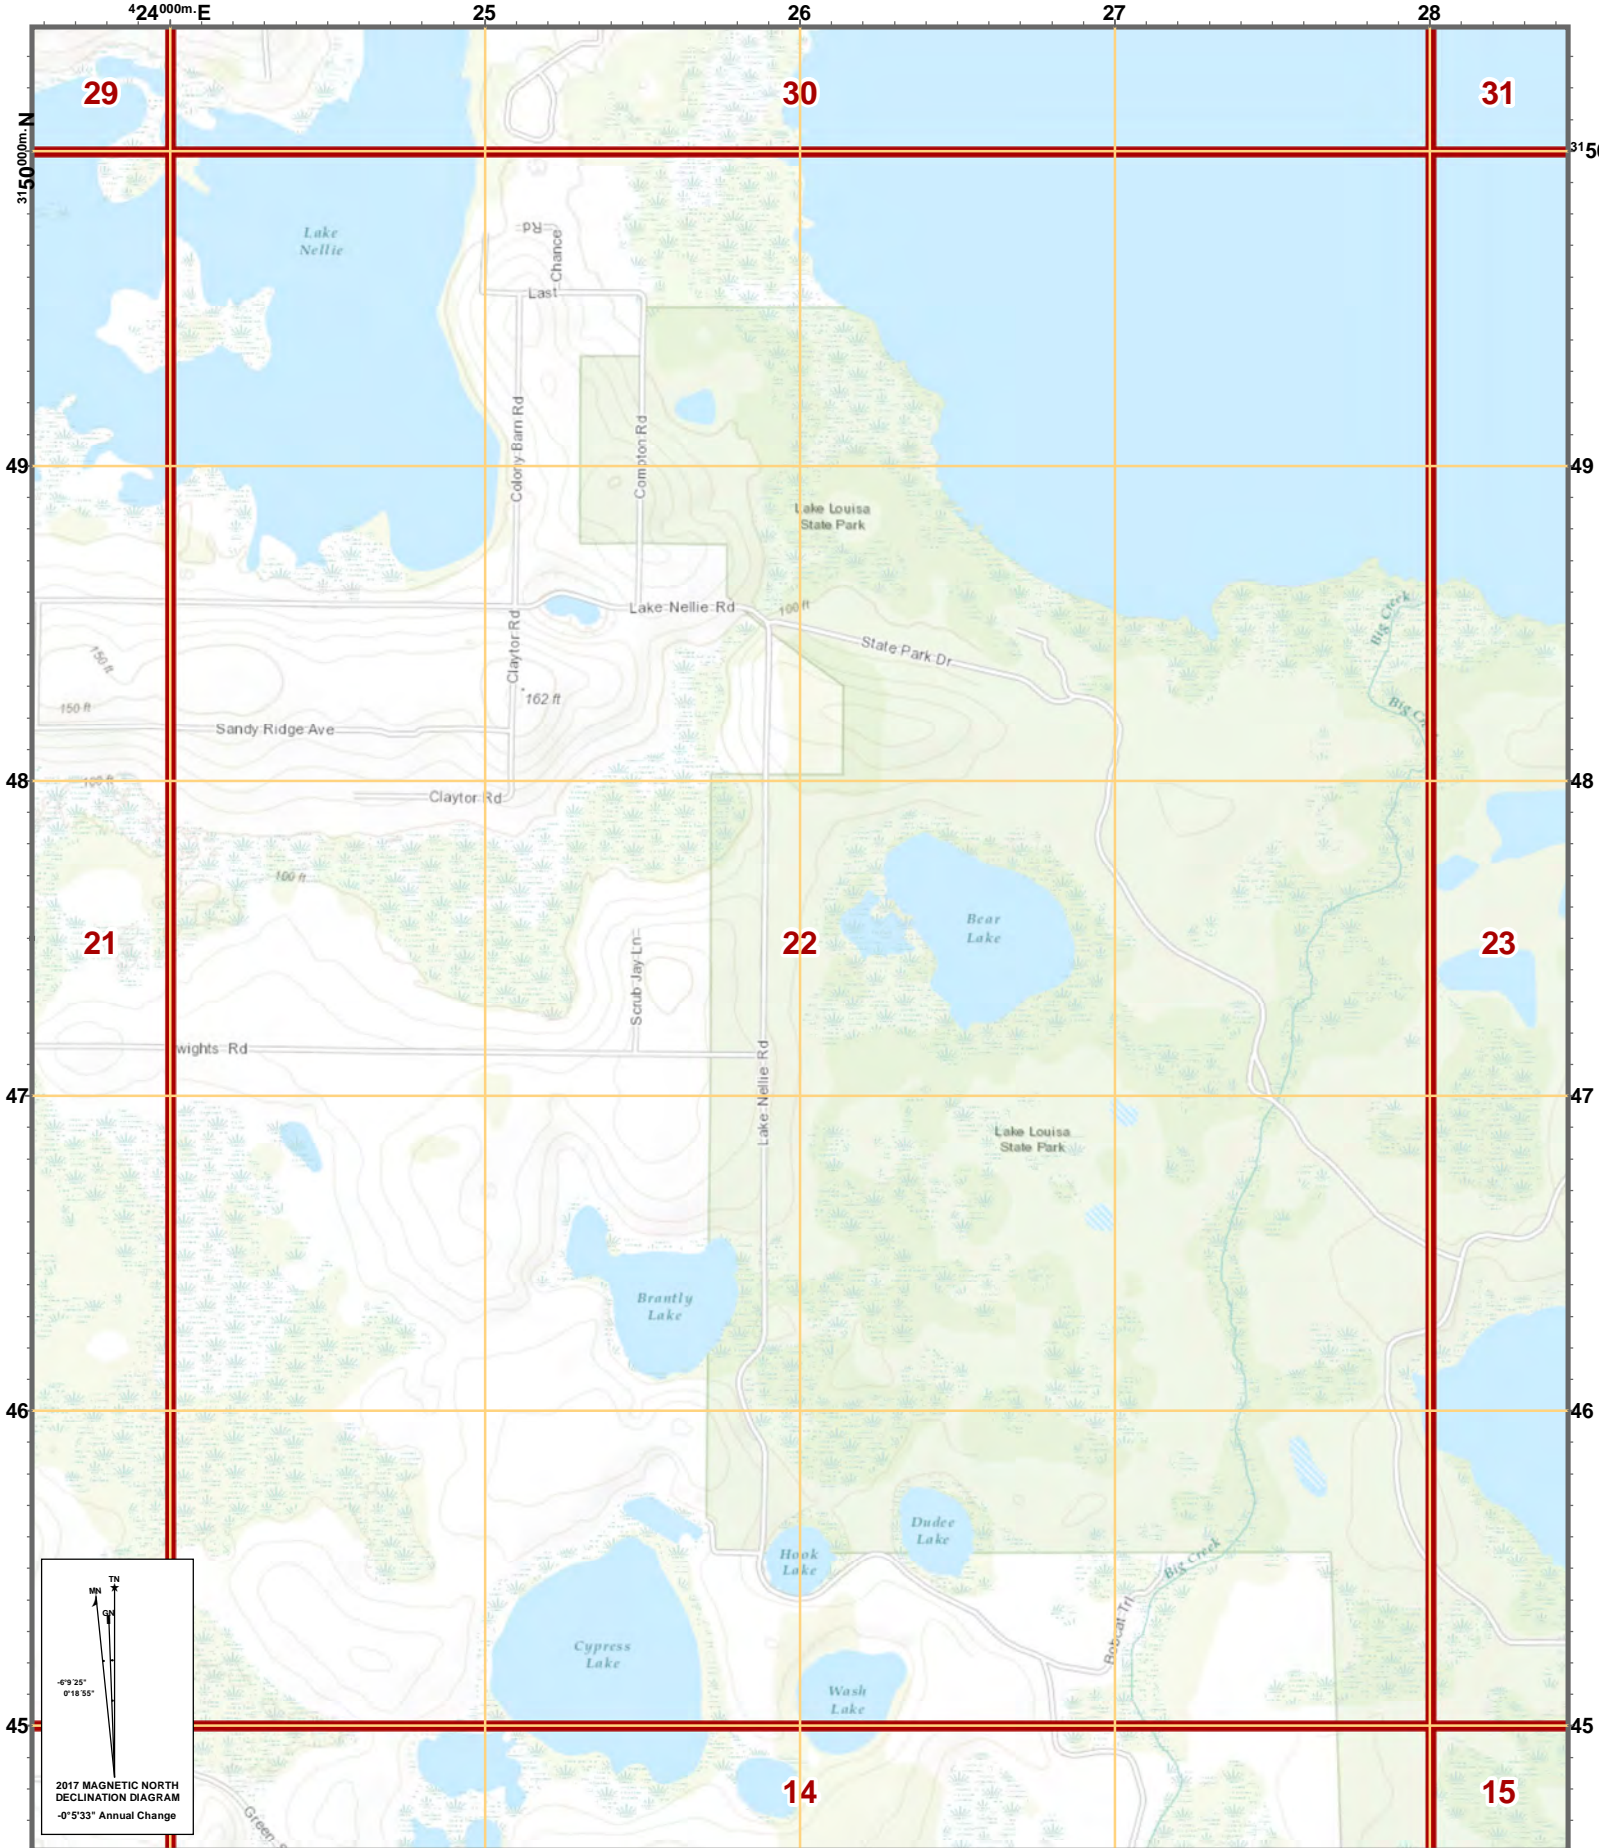 424000m.E 25 26 27 28
29 30 31
3150000m.N 3150
Lake
Nellie
Rd
Chance
Last
Colony Barn Rd
Compton Rd
49 49
Lake Louisa
State Park
Lake Nellie Rd
100 ft
Big Creek
Claytor Rd
State Park Dr
150 ft
162 ft
150 ft
Big Cr
Sandy Ridge Ave
48 100 ft 48
Claytor Rd
100 ft
Bear
Lake
21 22 23
Scrub Jay Ln
wights Rd
Lake Nellie Rd
47 47
Lake Louisa
State Park
Brantly
Lake
46 46
Dudee
Lake
Hook
Lake
Big Creek
Bobcat Trl
Cypress
Lake
Wash
Lake
TN
MN
GN
-6°9'25"
0°18'55"
45 45
2017 MAGNETIC NORTH
DECLINATION DIAGRAM
-0°5'33" Annual Change
14 15
Green